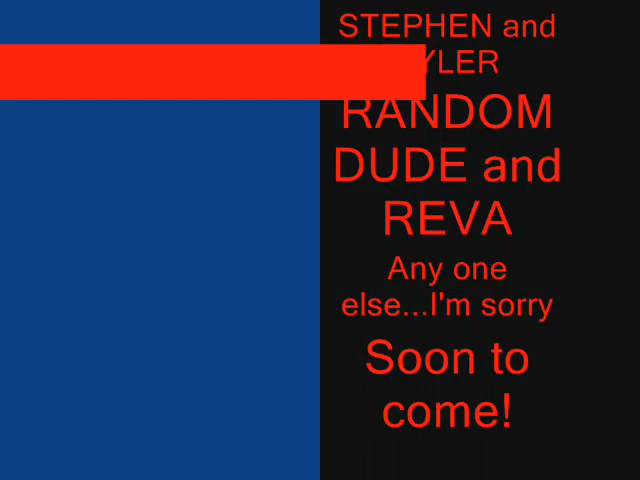 STEPHEN and
RANDOM
DUDE and
REVA
Any one
else...I'm sorry
Soon to
come!